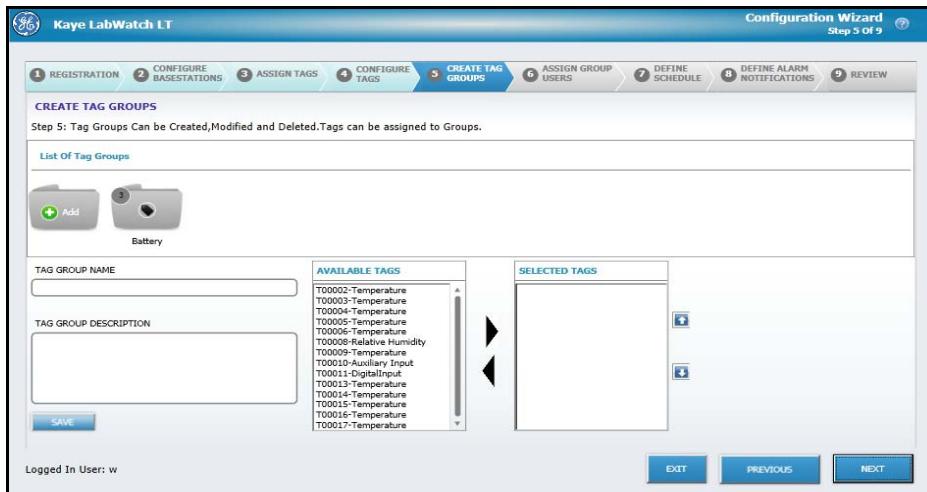 Kaye LabWatch LT
Configuration Wizard
Step 5 Of 9
?
1 REGISTRATION
2 CONFIGURE BASESTATIONS
3 ASSIGN TAGS
4 CONFIGURE TAGS
5 CREATE TAG GROUPS
6 ASSIGN GROUP USERS
7 DEFINE SCHEDULE
8 DEFINE ALARM NOTIFICATIONS
9 REVIEW
CREATE TAG GROUPS
Step 5: Tag Groups Can be Created,Modified and Deleted.Tags can be assigned to Groups.
List Of Tag Groups
Add
3
Battery
TAG GROUP NAME
TAG GROUP DESCRIPTION
SAVE
AVAILABLE TAGS
T00002-Temperature
T00003-Temperature
T00004-Temperature
T00005-Temperature
T00006-Temperature
T00008-Relative Humidity
T00009-Temperature
T00010-Auxiliary Input
T00011-DigitalInput
T00013-Temperature
T00014-Temperature
T00015-Temperature
T00016-Temperature
T00017-Temperature
SELECTED TAGS
Logged In User: w
EXIT
PREVIOUS
NEXT